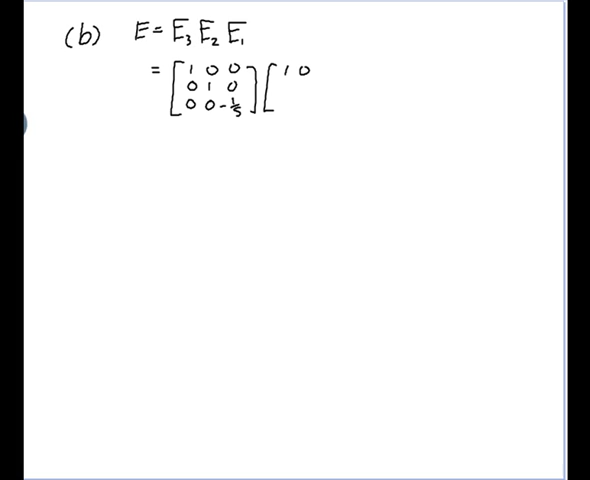 (b) E = E₃ E₂ E₁
= [ 1 0 0 ] [ 1 0
0 1 0
0 0 -1/5